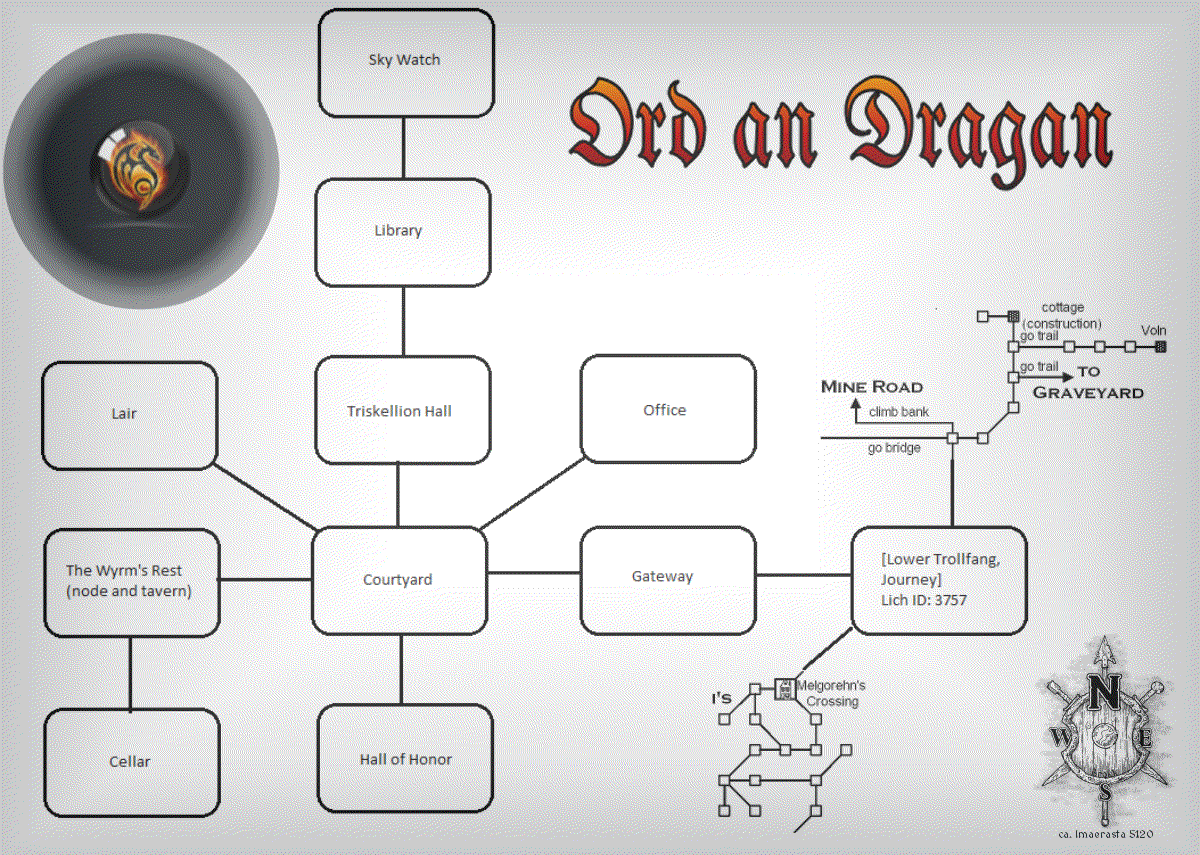 Sky Watch
Ord an Dragan
Library
cottage
(construction)
go trail
Voln
go trail
TO
GRAVEYARD
MINE ROAD
climb bank
go bridge
Lair
Triskellion Hall
Office
The Wyrm's Rest
(node and tavern)
Courtyard
Gateway
[Lower Trollfang,
Journey]
Lich ID: 3757
I'S
Melgorehn's
Crossing
Cellar
Hall of Honor
N
W
E
S
ca. Imaerasta 5120